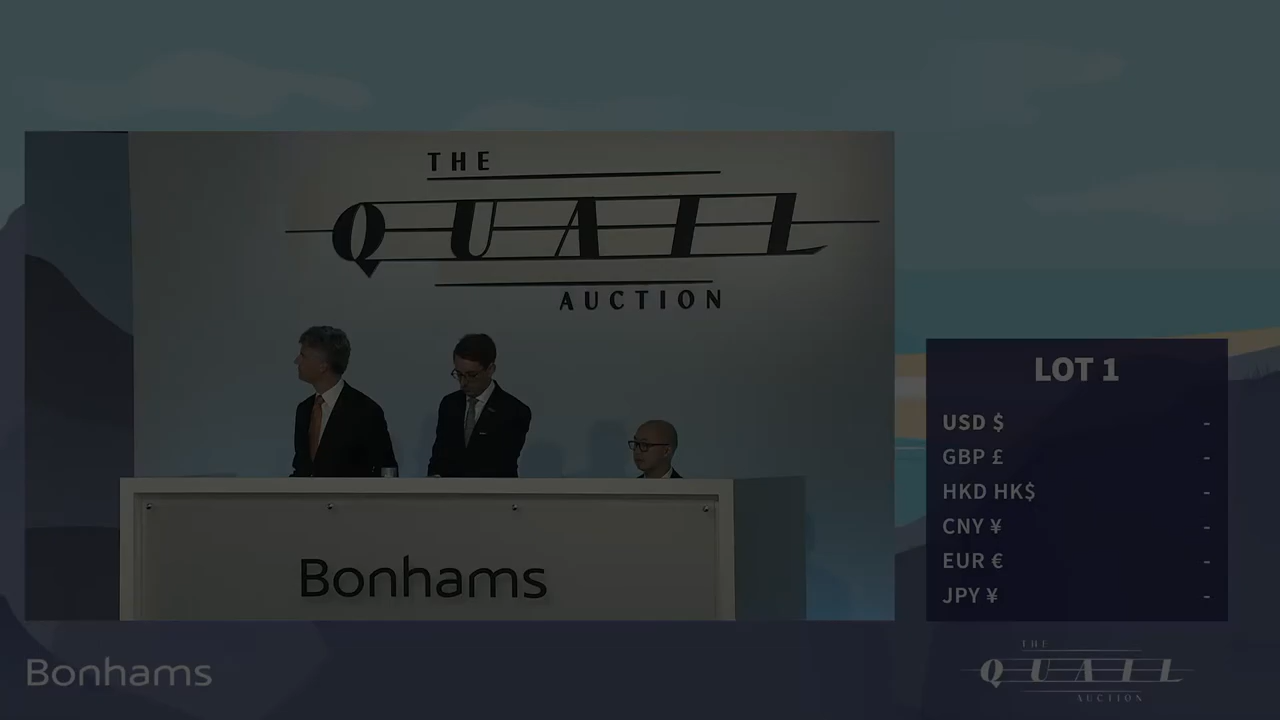 THE
QUAIL
AUCTION
Bonhams
LOT 1
USD $ -
GBP £ -
HKD HK$ -
CNY ¥ -
EUR € -
JPY ¥ -
Bonhams
THE
QUAIL
AUCTION